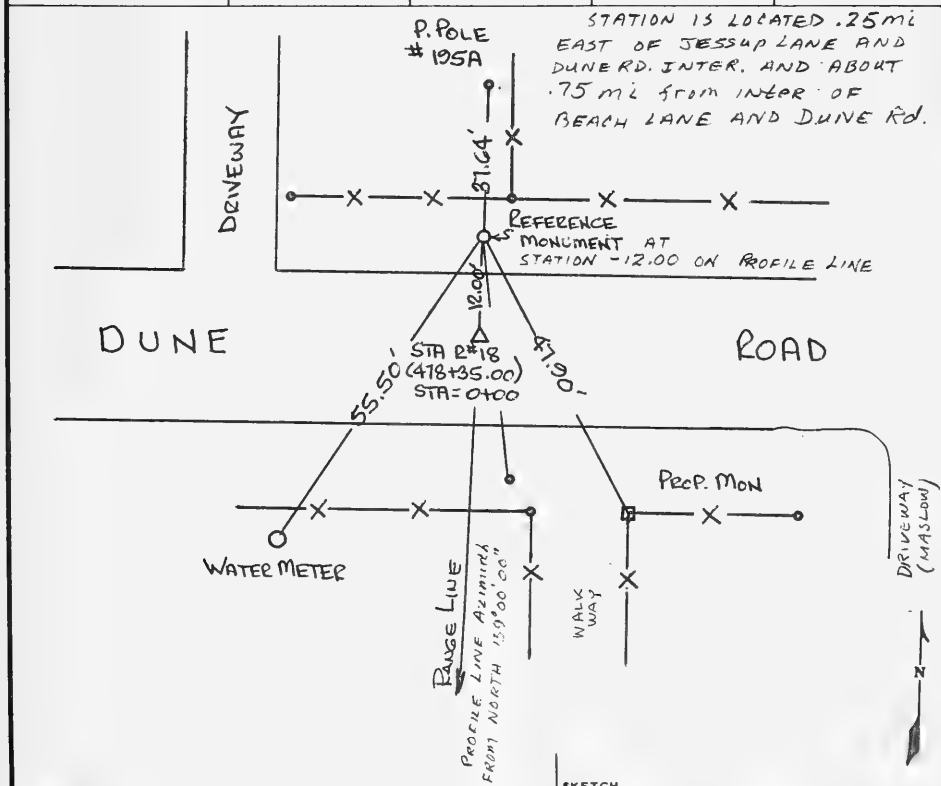 STATION IS LOCATED .25mi
EAST OF JESSUP LANE AND
DUNE RD. INTER. AND ABOUT
.75 mi from INTER OF
BEACH LANE AND DUNE Rd.
P. POLE
# 195A
DRIVEWAY
37.64'
REFERENCE
MONUMENT AT
STATION -12.00 ON PROFILE LINE
12.00'
DUNE ROAD
STA R#18
(478+35.00)
STA= 0+00
55.50'
47.90'
PROP. MON
WATER METER
RANGE LINE
PROFILE LINE AZIMUTH
FROM NORTH 159°00'00"
WALK
WAY
DRIVEWAY
(MASLOW)
N
SKETCH